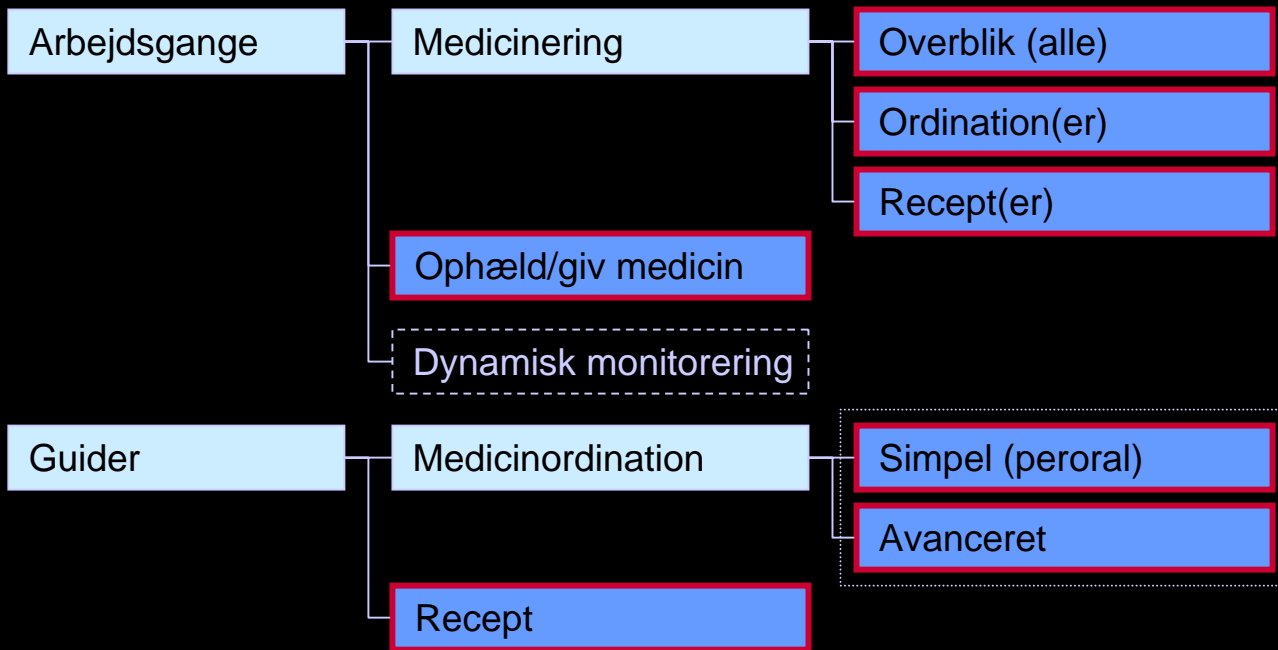 Arbejdsgange
Medicinering
Overblik (alle)
Ordination(er)
Recept(er)
Ophæld/giv medicin
Dynamisk monitorering
Guider
Medicinordination
Simpel (peroral)
Avanceret
Recept